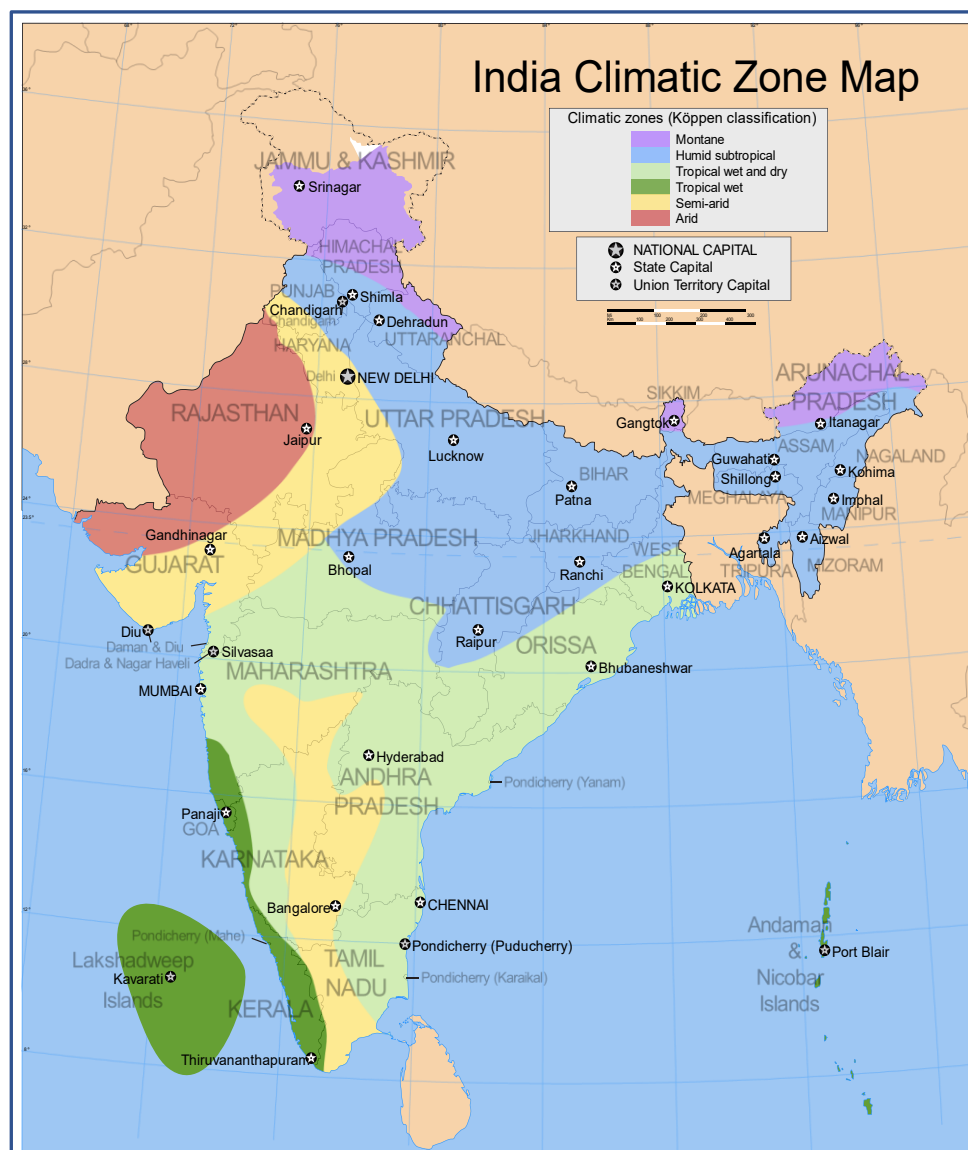 India Climatic Zone Map
Climatic zones (Köppen classification)
Montane
Humid subtropical
Tropical wet and dry
Tropical wet
Semi-arid
Arid
NATIONAL CAPITAL
State Capital
Union Territory Capital
JAMMU & KASHMIR
Srinagar
HIMACHAL
PRADESH
PUNJAB
Shimla
Chandigarh
Chandigarh
Dehradun
UTTARANCHAL
HARYANA
Delhi
NEW DELHI
RAJASTHAN
Jaipur
UTTAR PRADESH
Lucknow
SIKKIM
Gangtok
ARUNACHAL
PRADESH
Itanagar
ASSAM
NAGALAND
Guwahati
Shillong
Kohima
MEGHALAYA
Imphal
MANIPUR
BIHAR
Patna
Gandhinagar
GUJARAT
MADHYA PRADESH
Bhopal
JHARKHAND
Ranchi
WEST
BENGAL
KOLKATA
Agartala
TRIPURA
Aizwal
MIZORAM
CHHATTISGARH
Raipur
ORISSA
Bhubaneshwar
Diu
Daman & Diu
Dadra & Nagar Haveli
Silvasaa
MAHARASHTRA
MUMBAI
Hyderabad
ANDHRA
PRADESH
Pondicherry (Yanam)
Panaji
GOA
KARNATAKA
Bangalore
CHENNAI
Pondicherry (Mahe)
Pondicherry (Puducherry)
Lakshadweep
Islands
Kavarati
TAMIL
NADU
Pondicherry (Karaikal)
KERALA
Thiruvananthapuram
Andaman
&
Nicobar
Islands
Port Blair